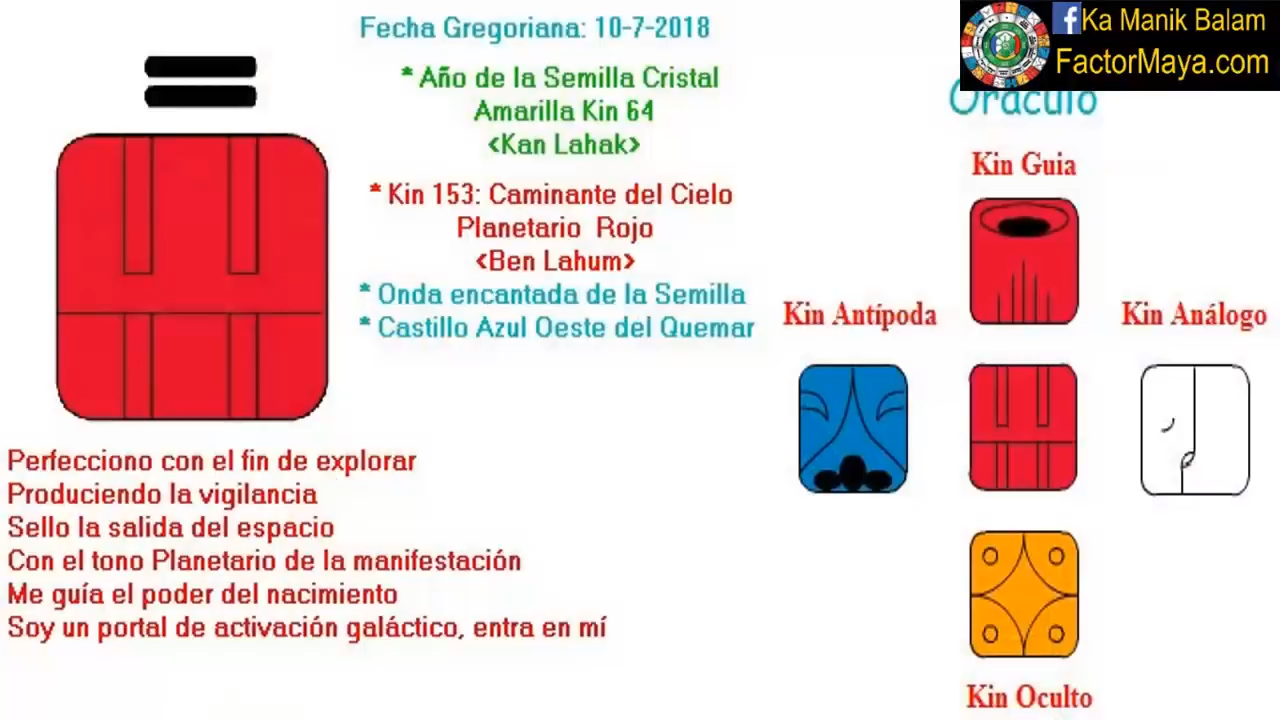 Fecha Gregoriana: 10-7-2018
* Año de la Semilla Cristal
Amarilla Kin 64
<Kan Lahak>
* Kin 153: Caminante del Cielo
Planetario Rojo
<Ben Lahum>
* Onda encantada de la Semilla
* Castillo Azul Oeste del Quemar
Perfecciono con el fin de explorar
Produciendo la vigilancia
Sello la salida del espacio
Con el tono Planetario de la manifestación
Me guía el poder del nacimiento
Soy un portal de activación galáctico, entra en mí
Ka Manik Balam
FactorMaya.com
Oráculo
Kin Guia
Kin Antípoda
Kin Análogo
Kin Oculto